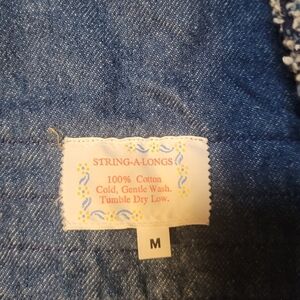 STRING-A-LONGS
100% Cotton
Cold, Gentle Wash.
Tumble Dry Low.
M